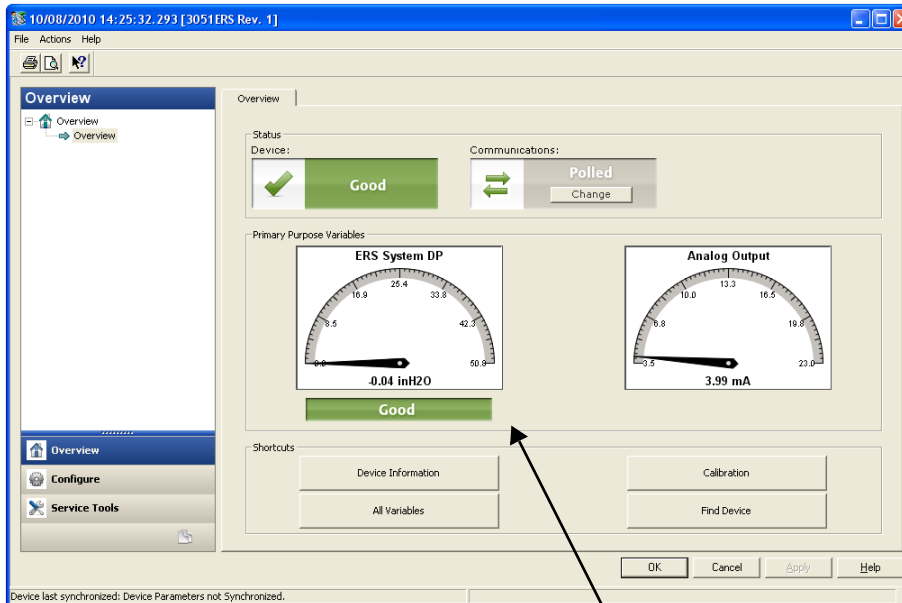 10/08/2010 14:25:32.293 [3051ERS Rev. 1]
File Actions Help
Overview
Overview
Overview
Overview
Status
Device:
Communications:
Good
Polled
Change
Primary Purpose Variables
ERS System DP
0.0
8.5
16.9
25.4
33.8
42.3
50.8
-0.04 inH2O
Good
Analog Output
3.5
6.8
10.0
13.3
16.5
19.8
23.0
3.99 mA
Overview
Configure
Service Tools
Shortcuts
Device Information
Calibration
All Variables
Find Device
OK Cancel Apply Help
Device last synchronized: Device Parameters not Synchronized.